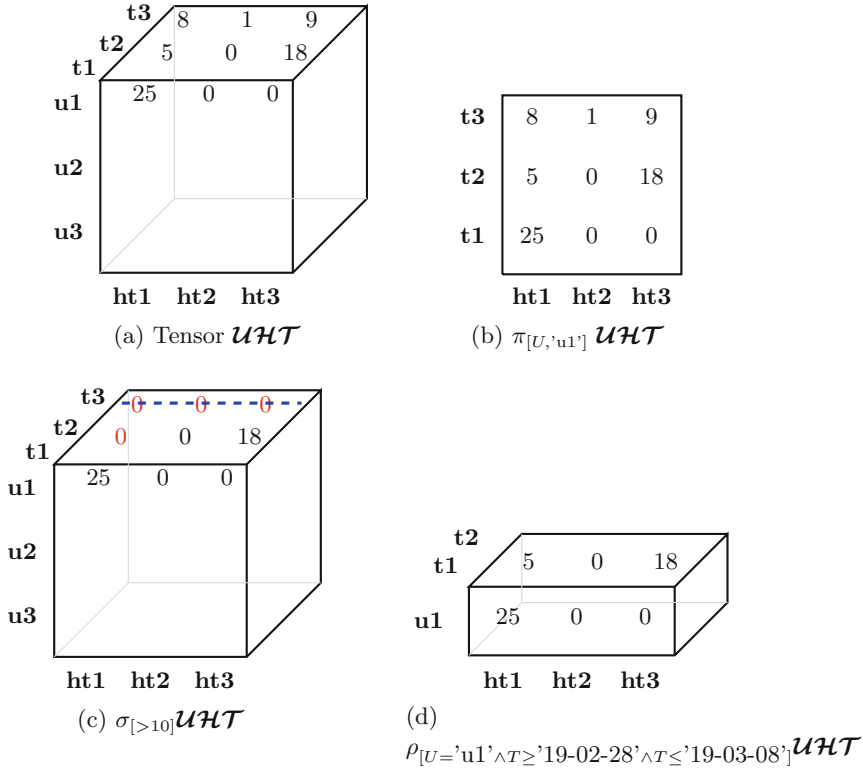 t3 8 1 9
t2 5 0 18
t1
u1 25 0 0
u2
u3
ht1 ht2 ht3
(a) Tensor 𝓤𝓗𝓣
t3 8 1 9
t2 5 0 18
t1 25 0 0
ht1 ht2 ht3
(b) π[U,'u1'] 𝓤𝓗𝓣
t3 0 0 0
t2 0 0 18
t1
u1 25 0 0
u2
u3
ht1 ht2 ht3
(c) σ[>10]𝓤𝓗𝓣
t2
t1 5 0 18
u1 25 0 0
ht1 ht2 ht3
(d)
ρ[U='u1'∧T≥'19-02-28'∧T≤'19-03-08']𝓤𝓗𝓣